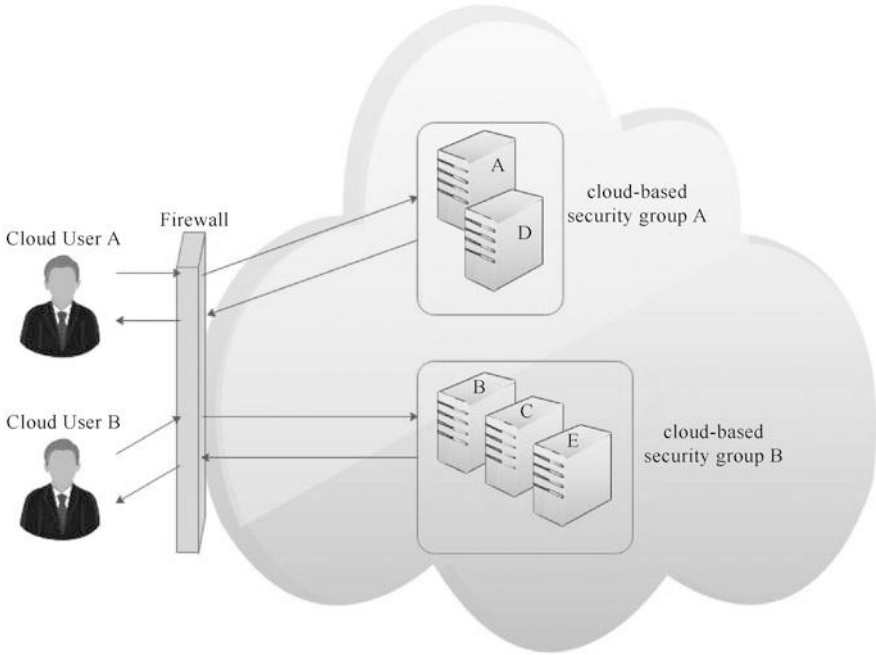 A
D
cloud-based
security group A
Firewall
Cloud User A
B
C
E
Cloud User B
cloud-based
security group B